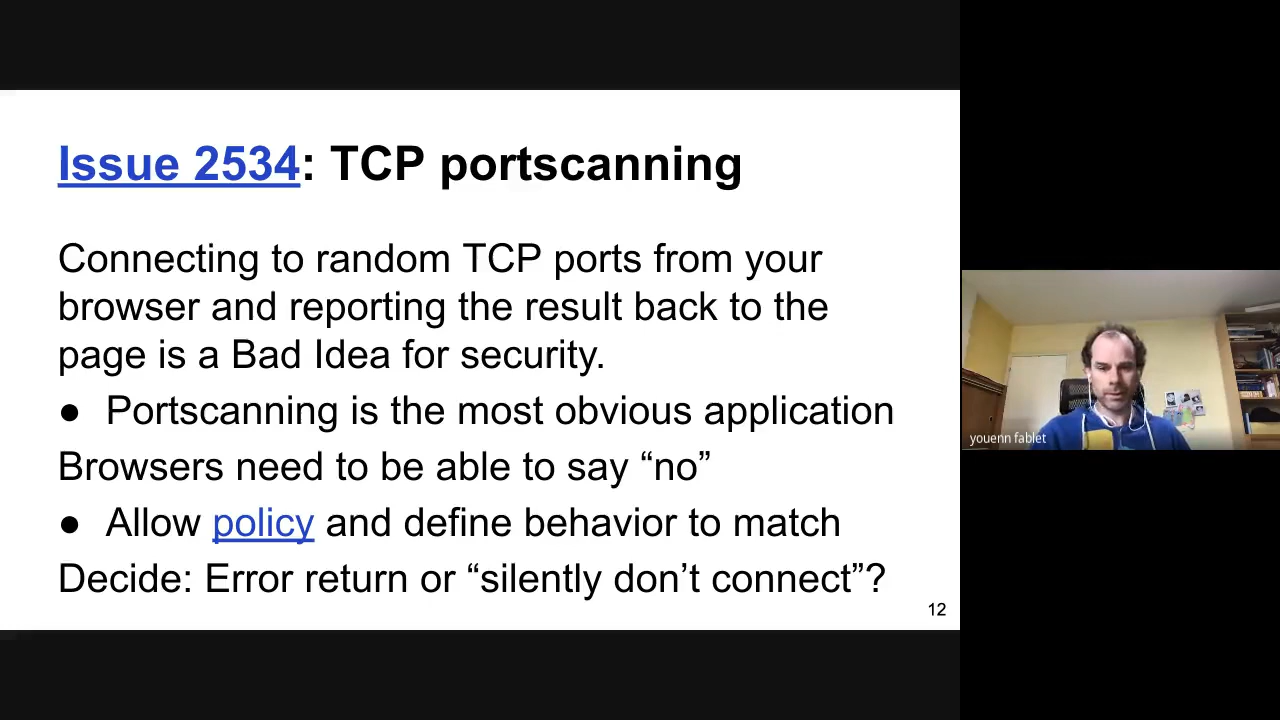 Issue 2534: TCP portscanning
Connecting to random TCP ports from your
browser and reporting the result back to the
page is a Bad Idea for security.
● Portscanning is the most obvious application
Browsers need to be able to say “no”
● Allow policy and define behavior to match
Decide: Error return or “silently don’t connect”?
12
youenn fablet